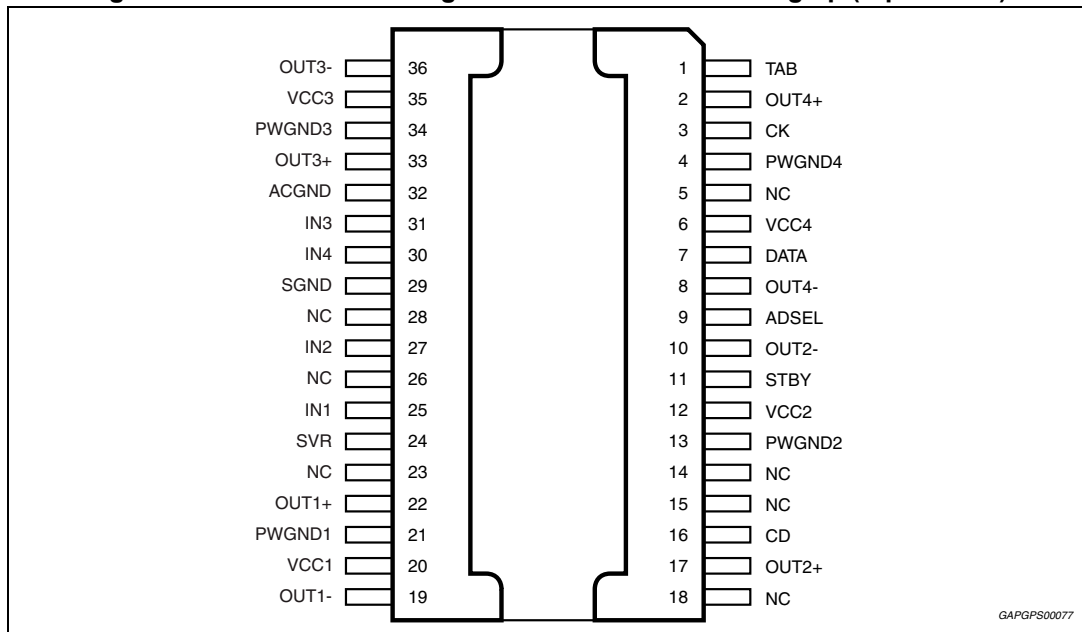 OUT3- 36 1 TAB
VCC3 35 2 OUT4+
PWGND3 34 3 CK
OUT3+ 33 4 PWGND4
ACGND 32 5 NC
IN3 31 6 VCC4
IN4 30 7 DATA
SGND 29 8 OUT4-
NC 28 9 ADSEL
IN2 27 10 OUT2-
NC 26 11 STBY
IN1 25 12 VCC2
SVR 24 13 PWGND2
NC 23 14 NC
OUT1+ 22 15 NC
PWGND1 21 16 CD
VCC1 20 17 OUT2+
OUT1- 19 18 NC
GAPGPS00077